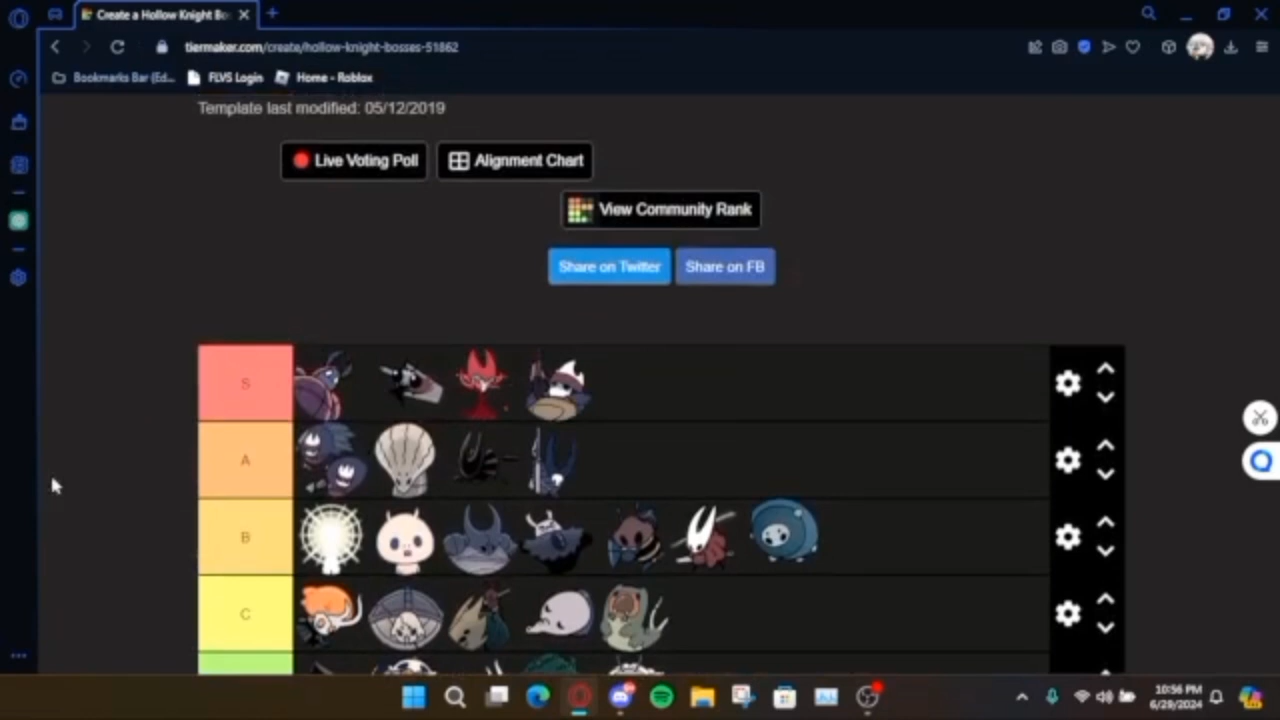 Create a Hollow Knight Bo
tiermaker.com/create/hollow-knight-bosses-51862
Bookmarks Bar (Ed... FLVS Login Home - Roblox
Template last modified: 05/12/2019
Live Voting Poll Alignment Chart
View Community Rank
Share on Twitter Share on FB
S
A
B
C
10:56 PM
6/29/2024